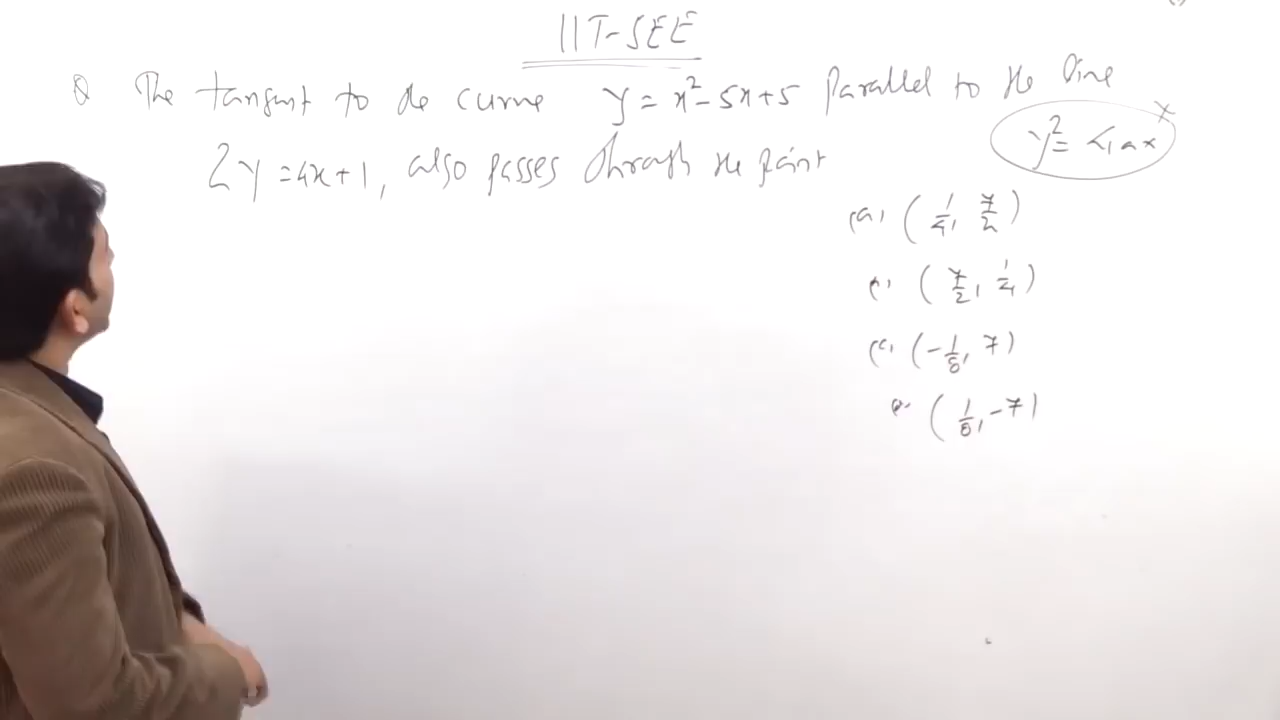 IIT-JEE
Q The tangent to the curve y = x² - 5x + 5 parallel to the line
2y = 4x + 1, also passes through the point
y² = 4ax ×
(a) (1/4, 7/2)
(7/2, 1/4)
(c) (-1/8, 7)
(1/8, -7)